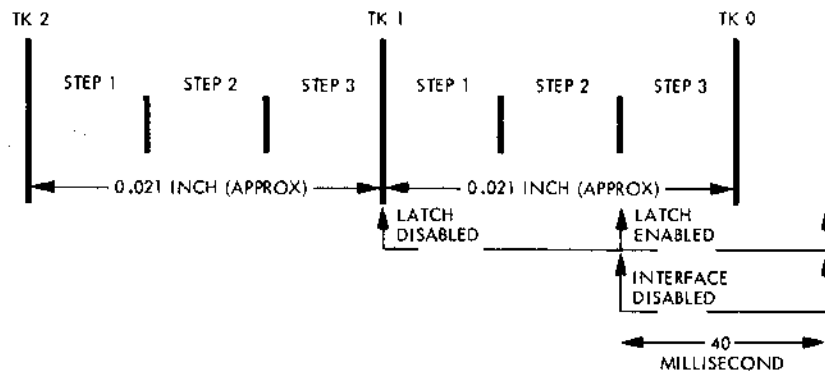 TK 2 TK 1 TK 0
STEP 1 STEP 2 STEP 3 STEP 1 STEP 2 STEP 3
0.021 INCH (APPROX) 0.021 INCH (APPROX)
LATCH
DISABLED
LATCH
ENABLED
INTERFACE
DISABLED
40
MILLISECOND